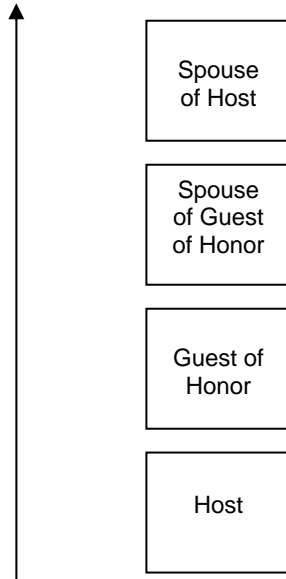 Spouse
of Host
Spouse
of Guest
of Honor
Guest of
Honor
Host